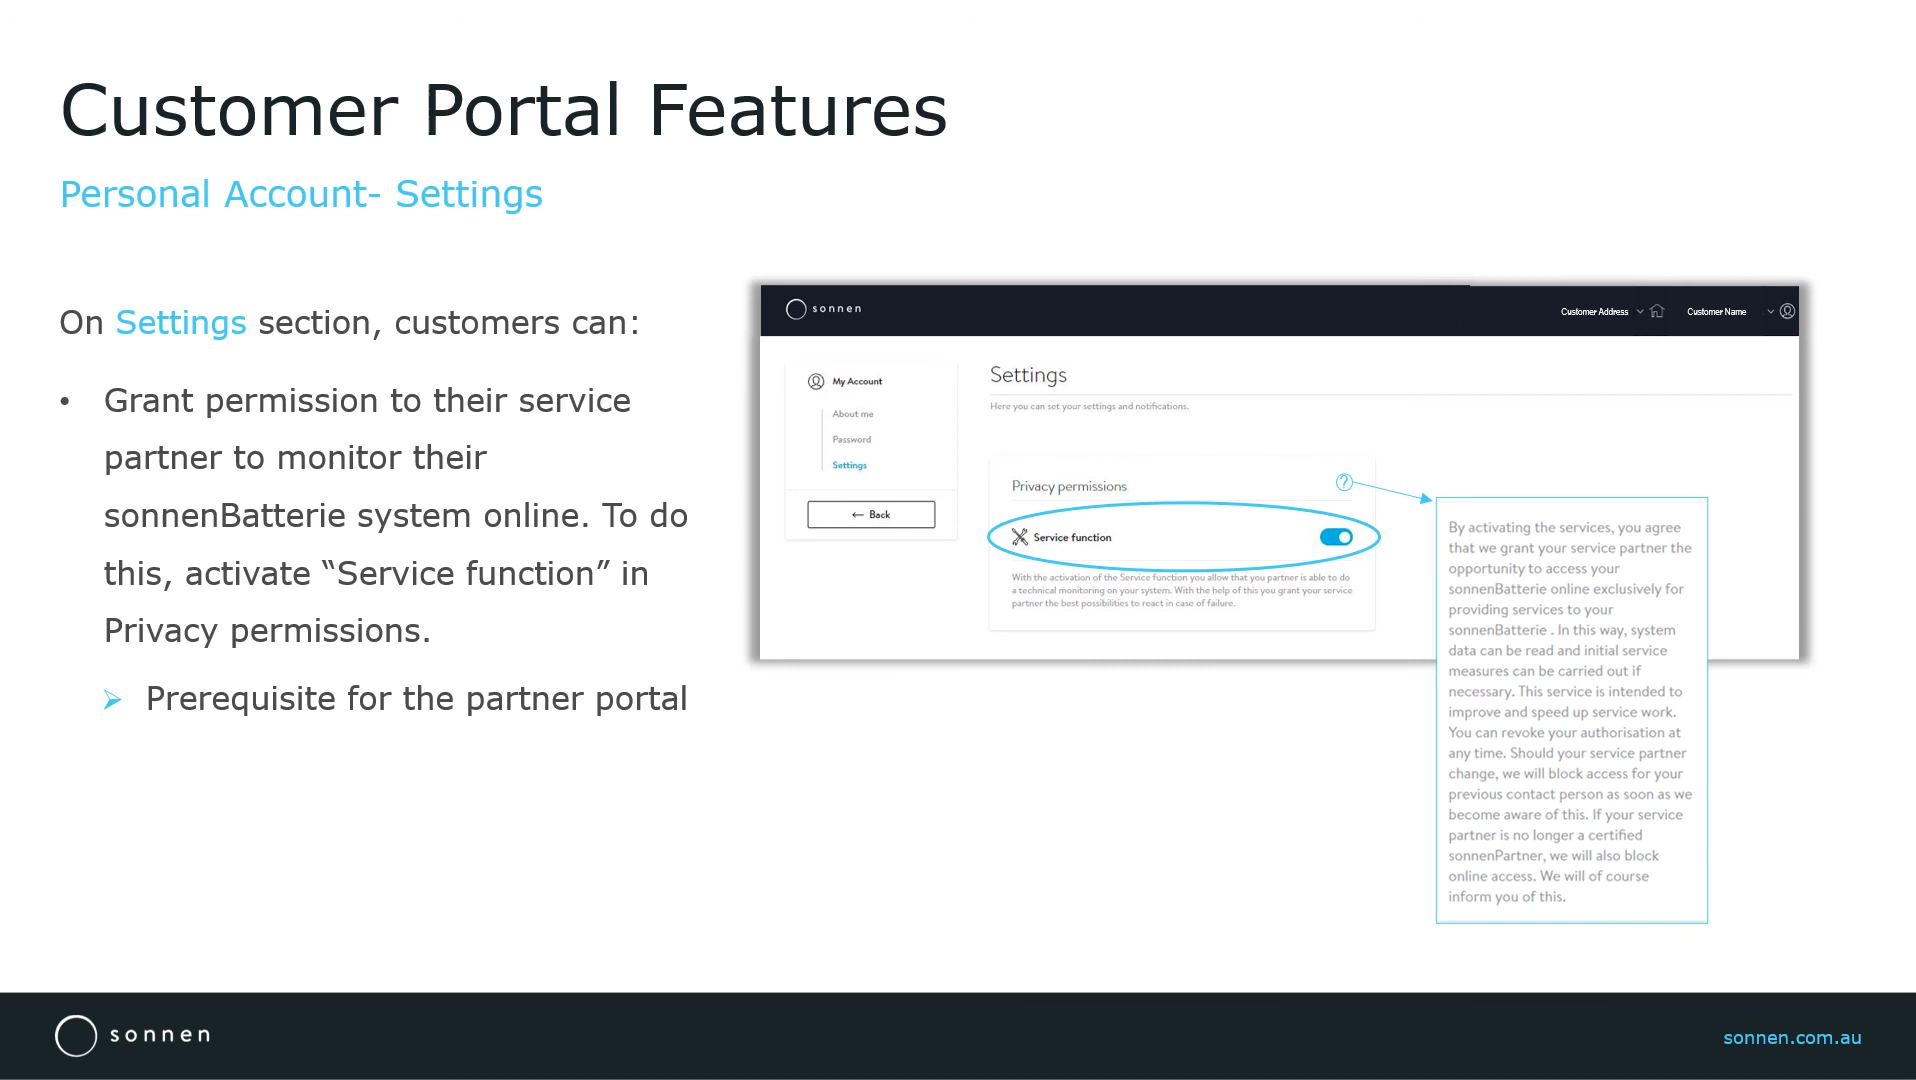 Customer Portal Features
Personal Account- Settings
On Settings section, customers can:
• Grant permission to their service
partner to monitor their
sonnenBatterie system online. To do
this, activate “Service function” in
Privacy permissions.
➢ Prerequisite for the partner portal
sonnen
Customer Address
Customer Name
My Account
About me
Password
Settings
← Back
Settings
Here you can set your settings and notifications.
Privacy permissions
?
Service function
With the activation of the Service function you allow that you partner is able to do
a technical monitoring on your system. With the help of this you grant your service
partner the best possibilities to react in case of failure.
By activating the services, you agree
that we grant your service partner the
opportunity to access your
sonnenBatterie online exclusively for
providing services to your
sonnenBatterie . In this way, system
data can be read and initial service
measures can be carried out if
necessary. This service is intended to
improve and speed up service work.
You can revoke your authorisation at
any time. Should your service partner
change, we will block access for your
previous contact person as soon as we
become aware of this. If your service
partner is no longer a certified
sonnenPartner, we will also block
online access. We will of course
inform you of this.
sonnen
sonnen.com.au